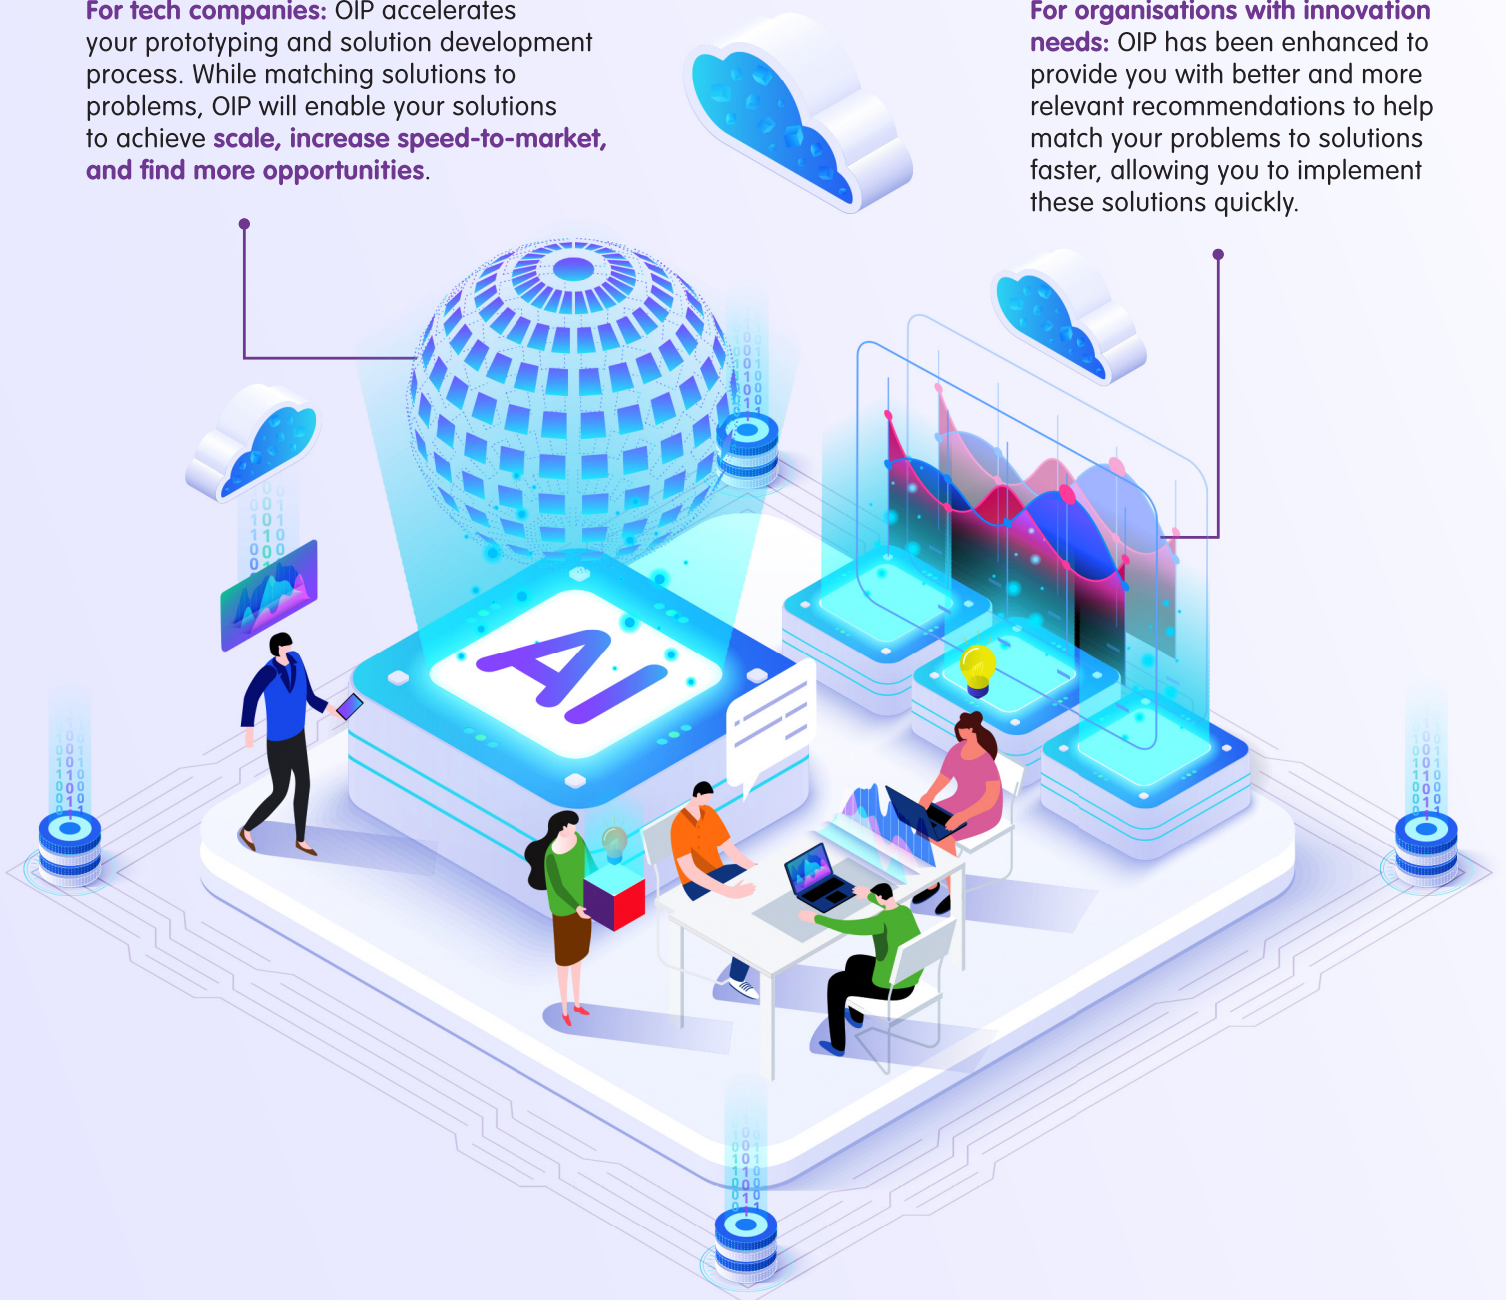 For tech companies: OIP accelerates
your prototyping and solution development
process. While matching solutions to
problems, OIP will enable your solutions
to achieve scale, increase speed-to-market,
and find more opportunities.
For organisations with innovation
needs: OIP has been enhanced to
provide you with better and more
relevant recommendations to help
match your problems to solutions
faster, allowing you to implement
these solutions quickly.
AI